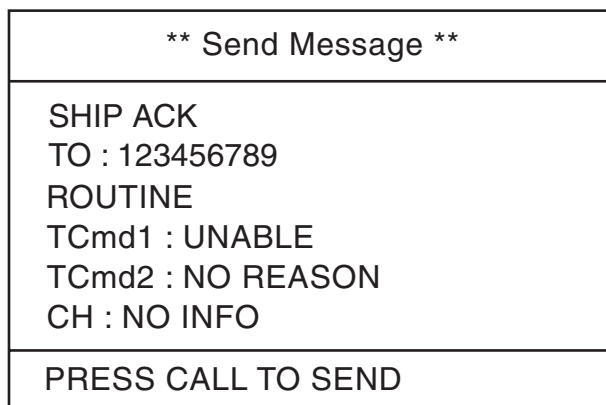 ** Send Message **
SHIP ACK
TO : 123456789
ROUTINE
TCmd1 : UNABLE
TCmd2 : NO REASON
CH : NO INFO
PRESS CALL TO SEND